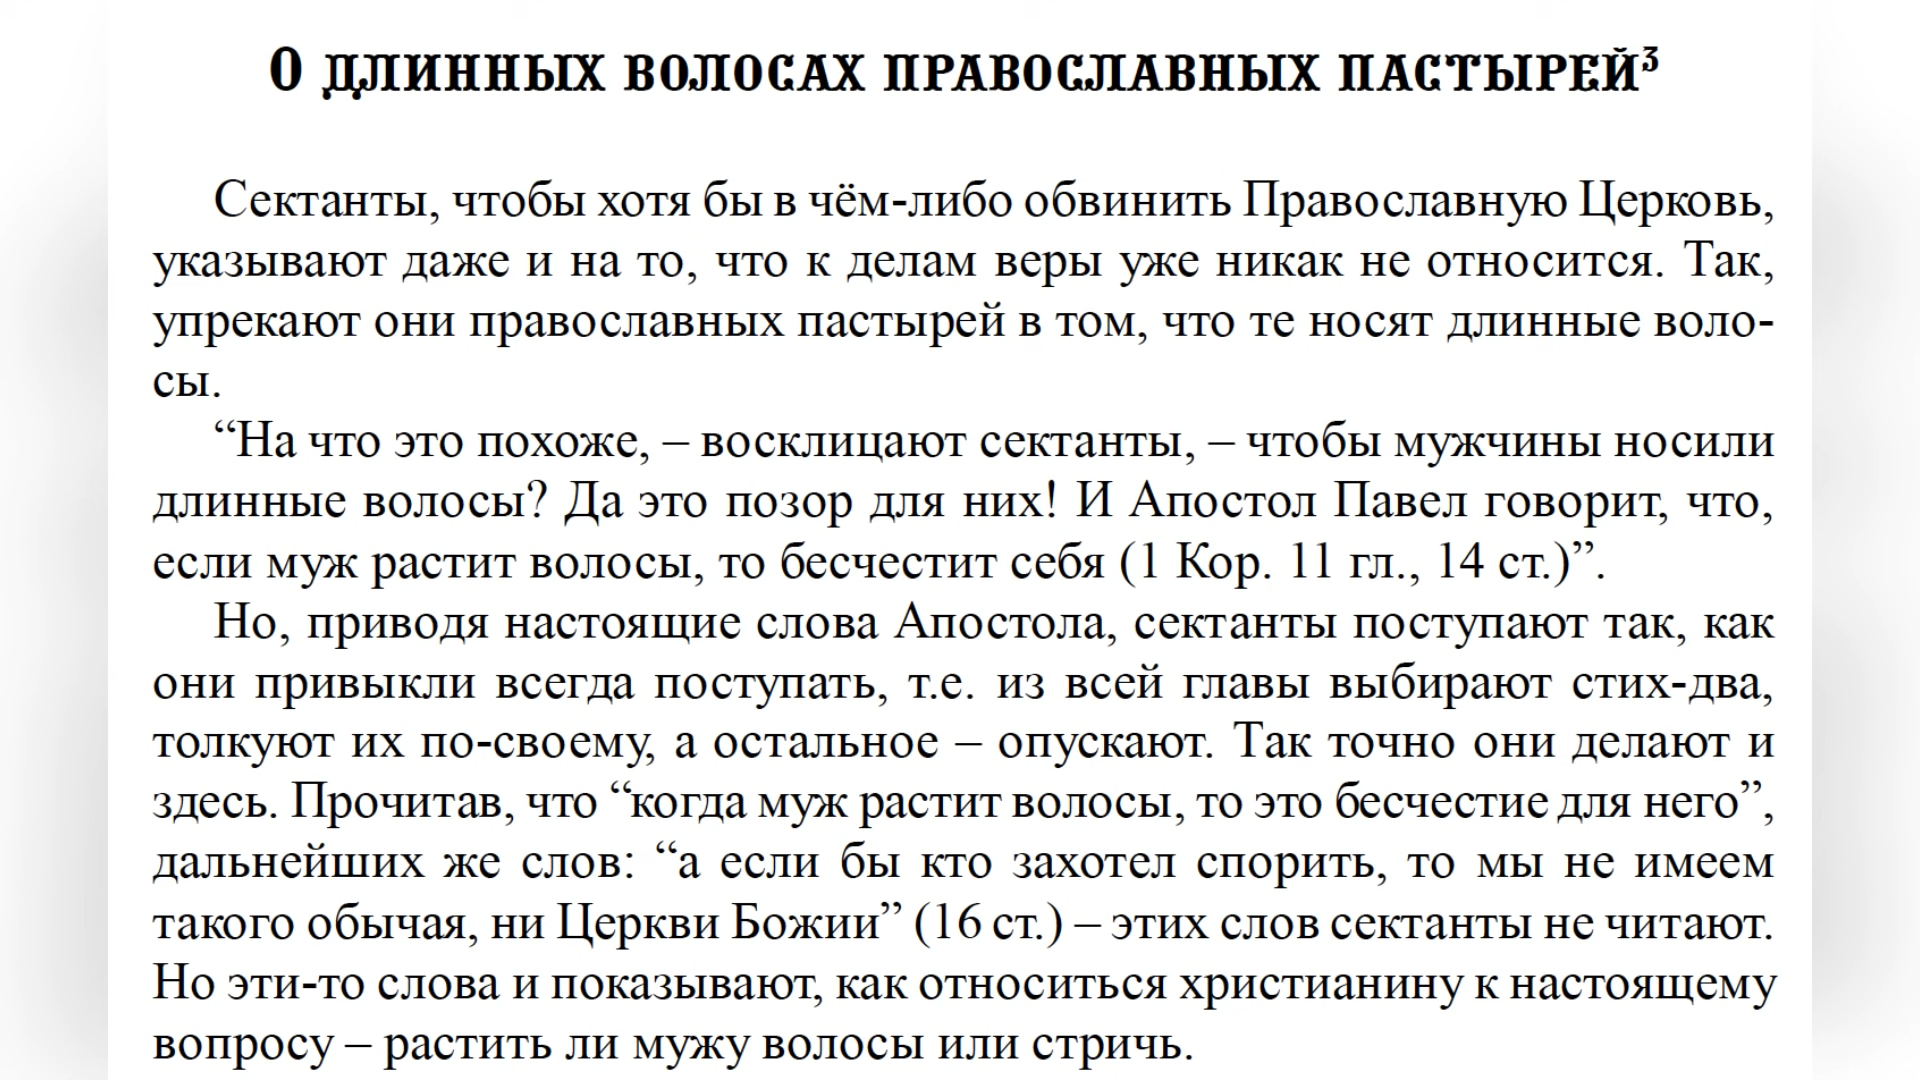 О ДЛИННЫХ ВОЛОСАХ ПРАВОСЛАВНЫХ ПАСТЫРЕЙ³
Сектанты, чтобы хотя бы в чём-либо обвинить Православную Церковь,
указывают даже и на то, что к делам веры уже никак не относится. Так,
упрекают они православных пастырей в том, что те носят длинные воло-
сы.
“На что это похоже, – восклицают сектанты, – чтобы мужчины носили
длинные волосы? Да это позор для них! И Апостол Павел говорит, что,
если муж растит волосы, то бесчестит себя (1 Кор. 11 гл., 14 ст.)”.
Но, приводя настоящие слова Апостола, сектанты поступают так, как
они привыкли всегда поступать, т.е. из всей главы выбирают стих-два,
толкуют их по-своему, а остальное – опускают. Так точно они делают и
здесь. Прочитав, что “когда муж растит волосы, то это бесчестие для него”,
дальнейших же слов: “а если бы кто захотел спорить, то мы не имеем
такого обычая, ни Церкви Божии” (16 ст.) – этих слов сектанты не читают.
Но эти-то слова и показывают, как относиться христианину к настоящему
вопросу – растить ли мужу волосы или стричь.